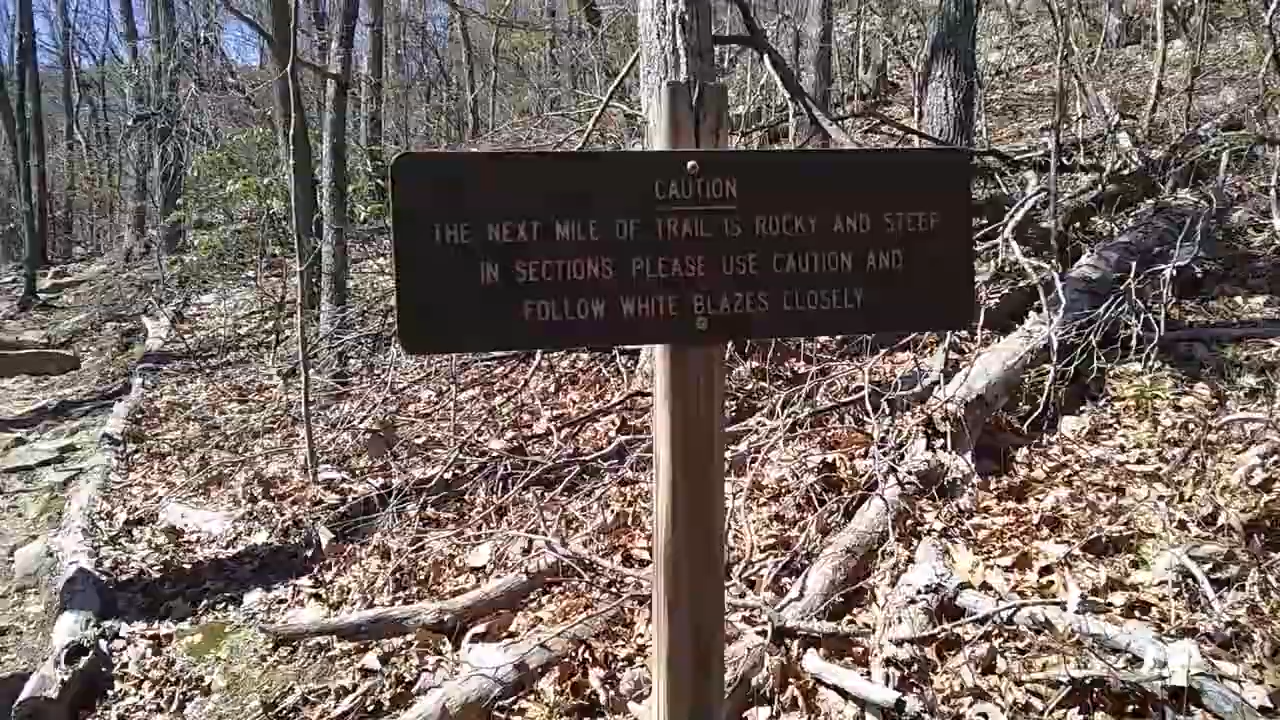 CAUTION
THE NEXT MILE OF TRAIL IS ROCKY AND STEEP
IN SECTIONS. PLEASE USE CAUTION AND
FOLLOW WHITE BLAZES CLOSELY